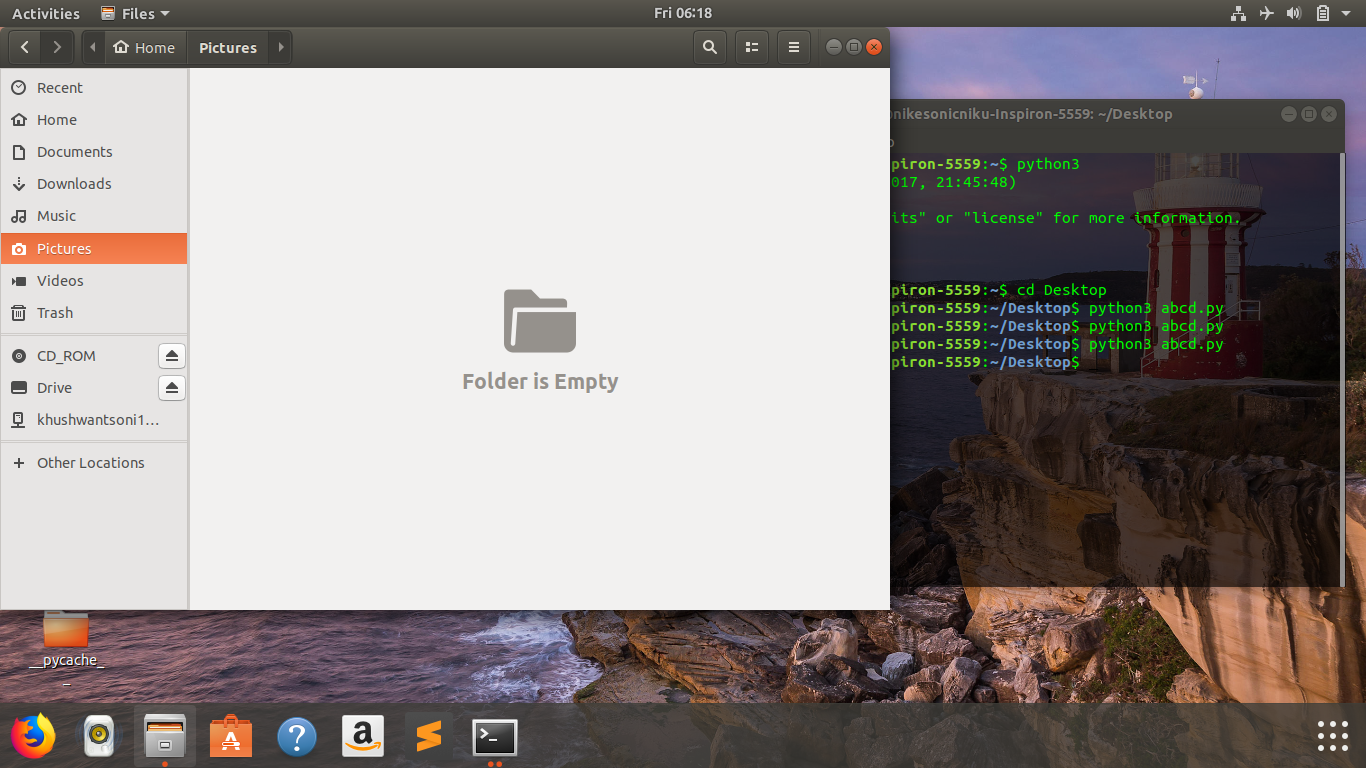 Activities Files Fri 06:18
Home Pictures
Recent
Home
Documents
Downloads
Music
Pictures
Videos
Trash
CD_ROM
Drive
khushwantsoni1…
Other Locations
Folder is Empty
nikesonicniku-Inspiron-5559: ~/Desktop
p
piron-5559:~$ python3
017, 21:45:48)
its" or "license" for more information.
piron-5559:~$ cd Desktop
piron-5559:~/Desktop$ python3 abcd.py
piron-5559:~/Desktop$ python3 abcd.py
piron-5559:~/Desktop$ python3 abcd.py
piron-5559:~/Desktop$
__pycache_
_